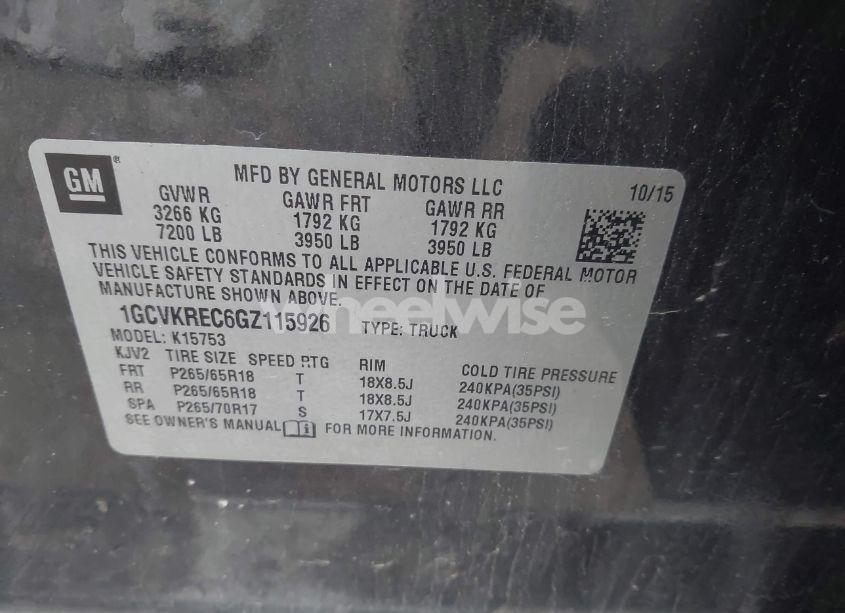 GM ®
MFD BY GENERAL MOTORS LLC 10/15
GVWR GAWR FRT GAWR RR
3266 KG 1792 KG 1792 KG
7200 LB 3950 LB 3950 LB
THIS VEHICLE CONFORMS TO ALL APPLICABLE U.S. FEDERAL MOTOR
VEHICLE SAFETY STANDARDS IN EFFECT ON THE DATE OF
MANUFACTURE SHOWN ABOVE.
Wheelwise
1GCVKREC6GZ115926 TYPE: TRUCK
MODEL: K15753
KJV2 TIRE SIZE SPEED RTG RIM COLD TIRE PRESSURE
FRT P265/65R18 T 18X8.5J 240KPA(35PSI)
RR P265/65R18 T 18X8.5J 240KPA(35PSI)
SPA P265/70R17 S 17X7.5J 240KPA(35PSI)
SEE OWNER'S MANUAL FOR MORE INFORMATION.